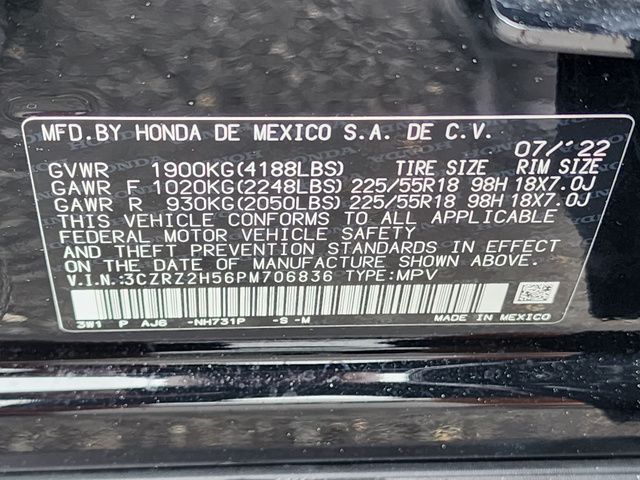 MFD.BY HONDA DE MEXICO S.A. DE C.V. 07/'22
GVWR 1900KG(4188LBS) TIRE SIZE RIM SIZE
GAWR F 1020KG(2248LBS) 225/55R18 98H 18X7.0J
GAWR R 930KG(2050LBS) 225/55R18 98H 18X7.0J
THIS VEHICLE CONFORMS TO ALL APPLICABLE
FEDERAL MOTOR VEHICLE SAFETY
AND THEFT PREVENTION STANDARDS IN EFFECT
ON THE DATE OF MANUFACTURE SHOWN ABOVE.
V.I.N.:3CZRZ2H56PM706836 TYPE:MPV
3W1 P AJ6 -NH731P -S -M MADE IN MEXICO